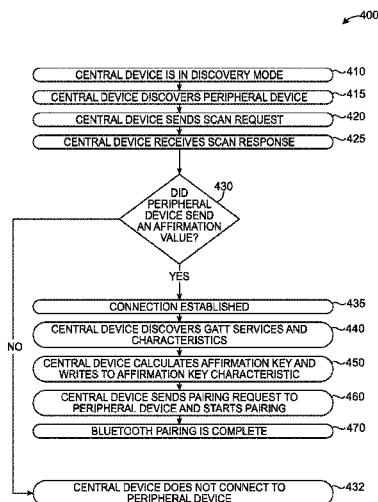 400
CENTRAL DEVICE IS IN DISCOVERY MODE
410
CENTRAL DEVICE DISCOVERS PERIPHERAL DEVICE
415
CENTRAL DEVICE SENDS SCAN REQUEST
420
CENTRAL DEVICE RECEIVES SCAN RESPONSE
425
430
DID
PERIPHERAL
DEVICE SEND
AN AFFIRMATION
VALUE?
YES
CONNECTION ESTABLISHED
435
CENTRAL DEVICE DISCOVERS GATT SERVICES AND
CHARACTERISTICS
440
NO
CENTRAL DEVICE CALCULATES AFFIRMATION KEY AND
WRITES TO AFFIRMATION KEY CHARACTERISTIC
450
CENTRAL DEVICE SENDS PAIRING REQUEST TO
PERIPHERAL DEVICE AND STARTS PAIRING
460
BLUETOOTH PAIRING IS COMPLETE
470
CENTRAL DEVICE DOES NOT CONNECT TO
PERIPHERAL DEVICE
432